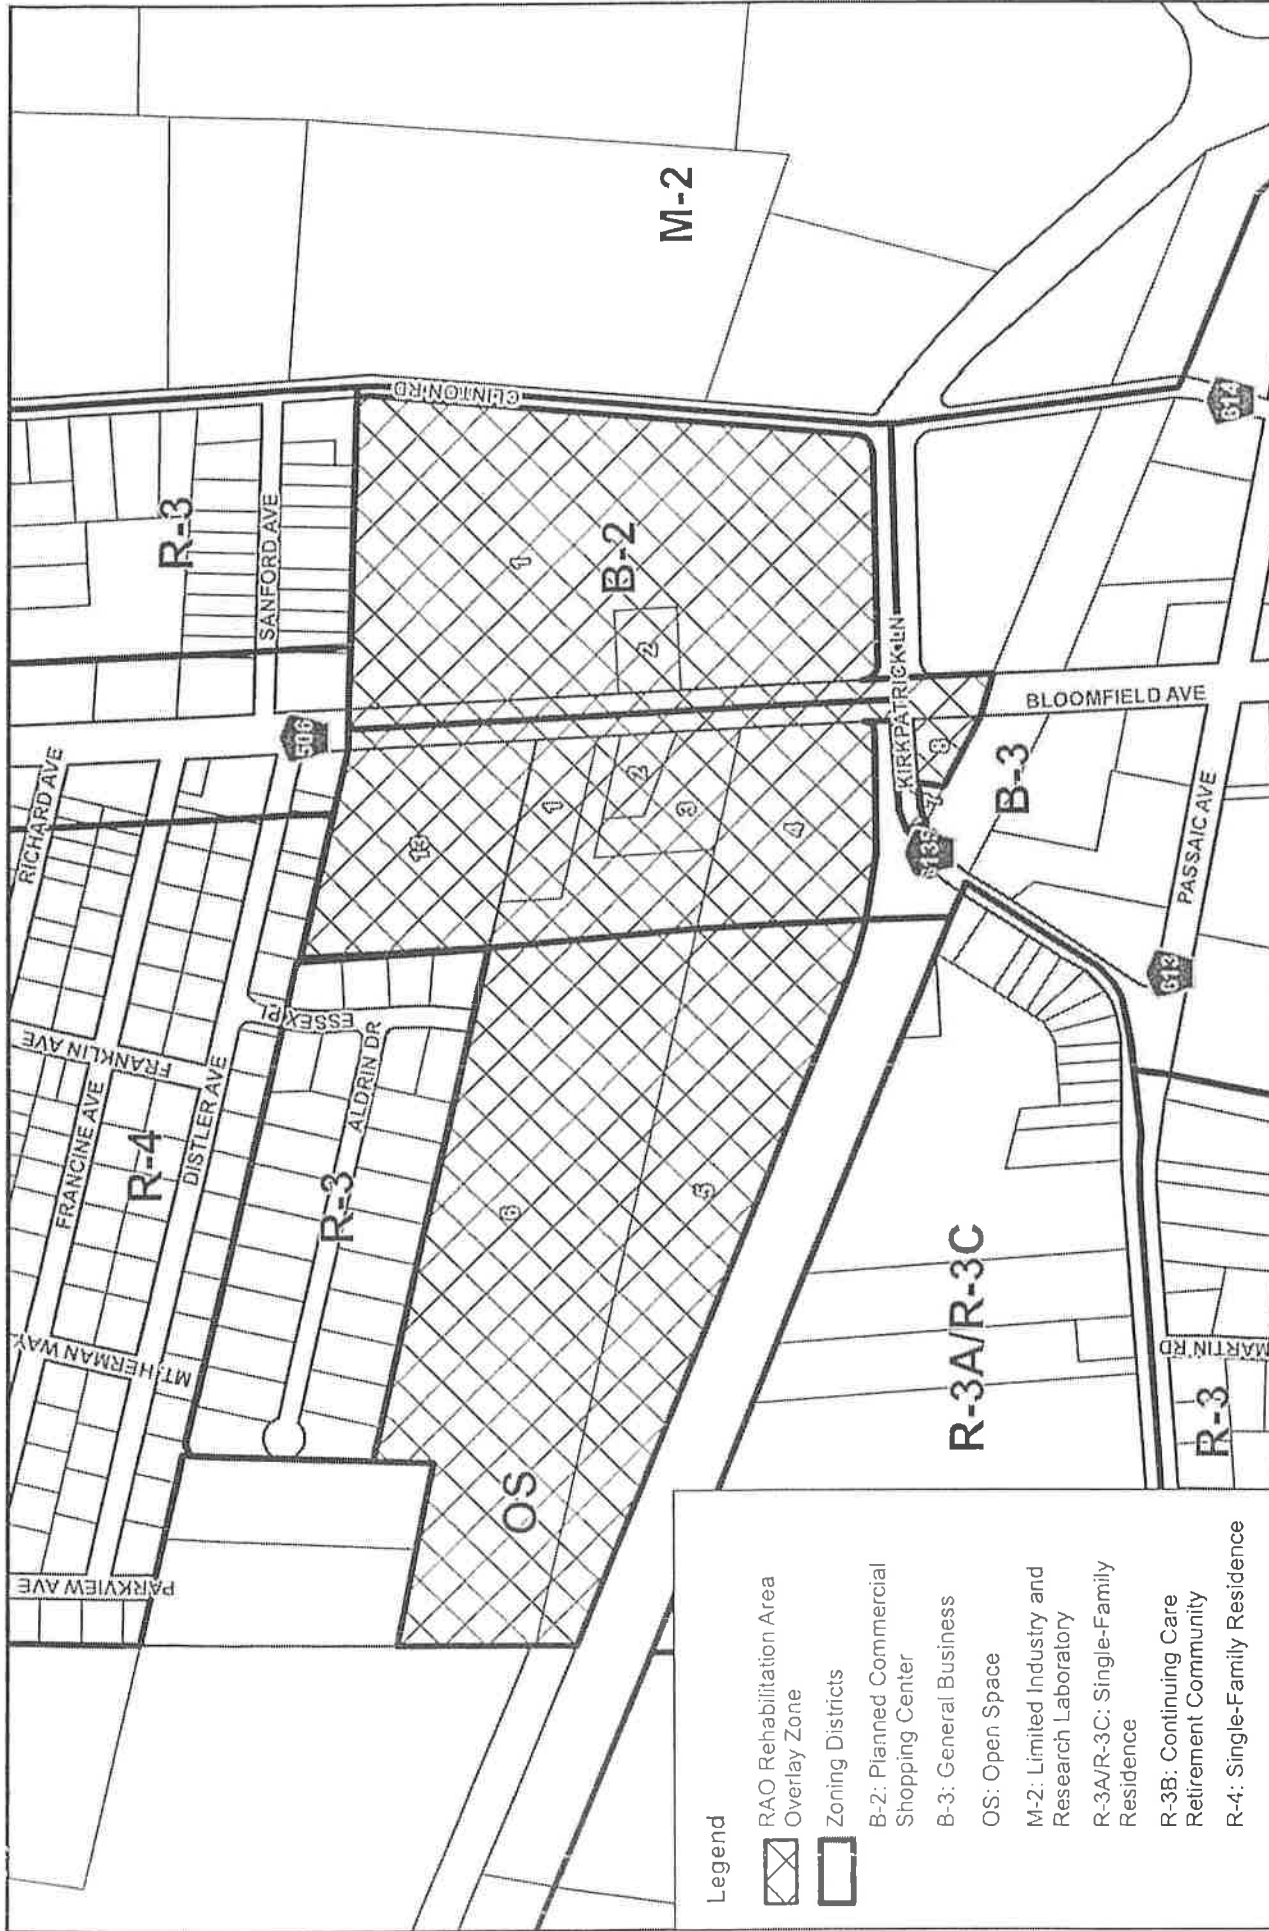 M-2
CLINTON RD
R-3
SANFORD AVE
B-2
1
2
506
RICHARD AVE
KIRKPATRICK LN
BLOOMFIELD AVE
614
13
1
2
3
4
8
7
B-3
PASSAIC AVE
613
FRANKLIN AVE
FRANCINE AVE
R-4
DISTLER AVE
ESSEX PL
ALDRIN DR
R-3
MT. HERMAN WAY
PARKVIEW AVE
6
5
OS
R-3A/R-3C
MARTIN RD
R-3
Legend
RAO Rehabilitation Area
Overlay Zone
Zoning Districts
B-2: Planned Commercial
Shopping Center
B-3: General Business
OS: Open Space
M-2: Limited Industry and
Research Laboratory
R-3A/R-3C: Single-Family
Residence
R-3B: Continuing Care
Retirement Community
R-4: Single-Family Residence